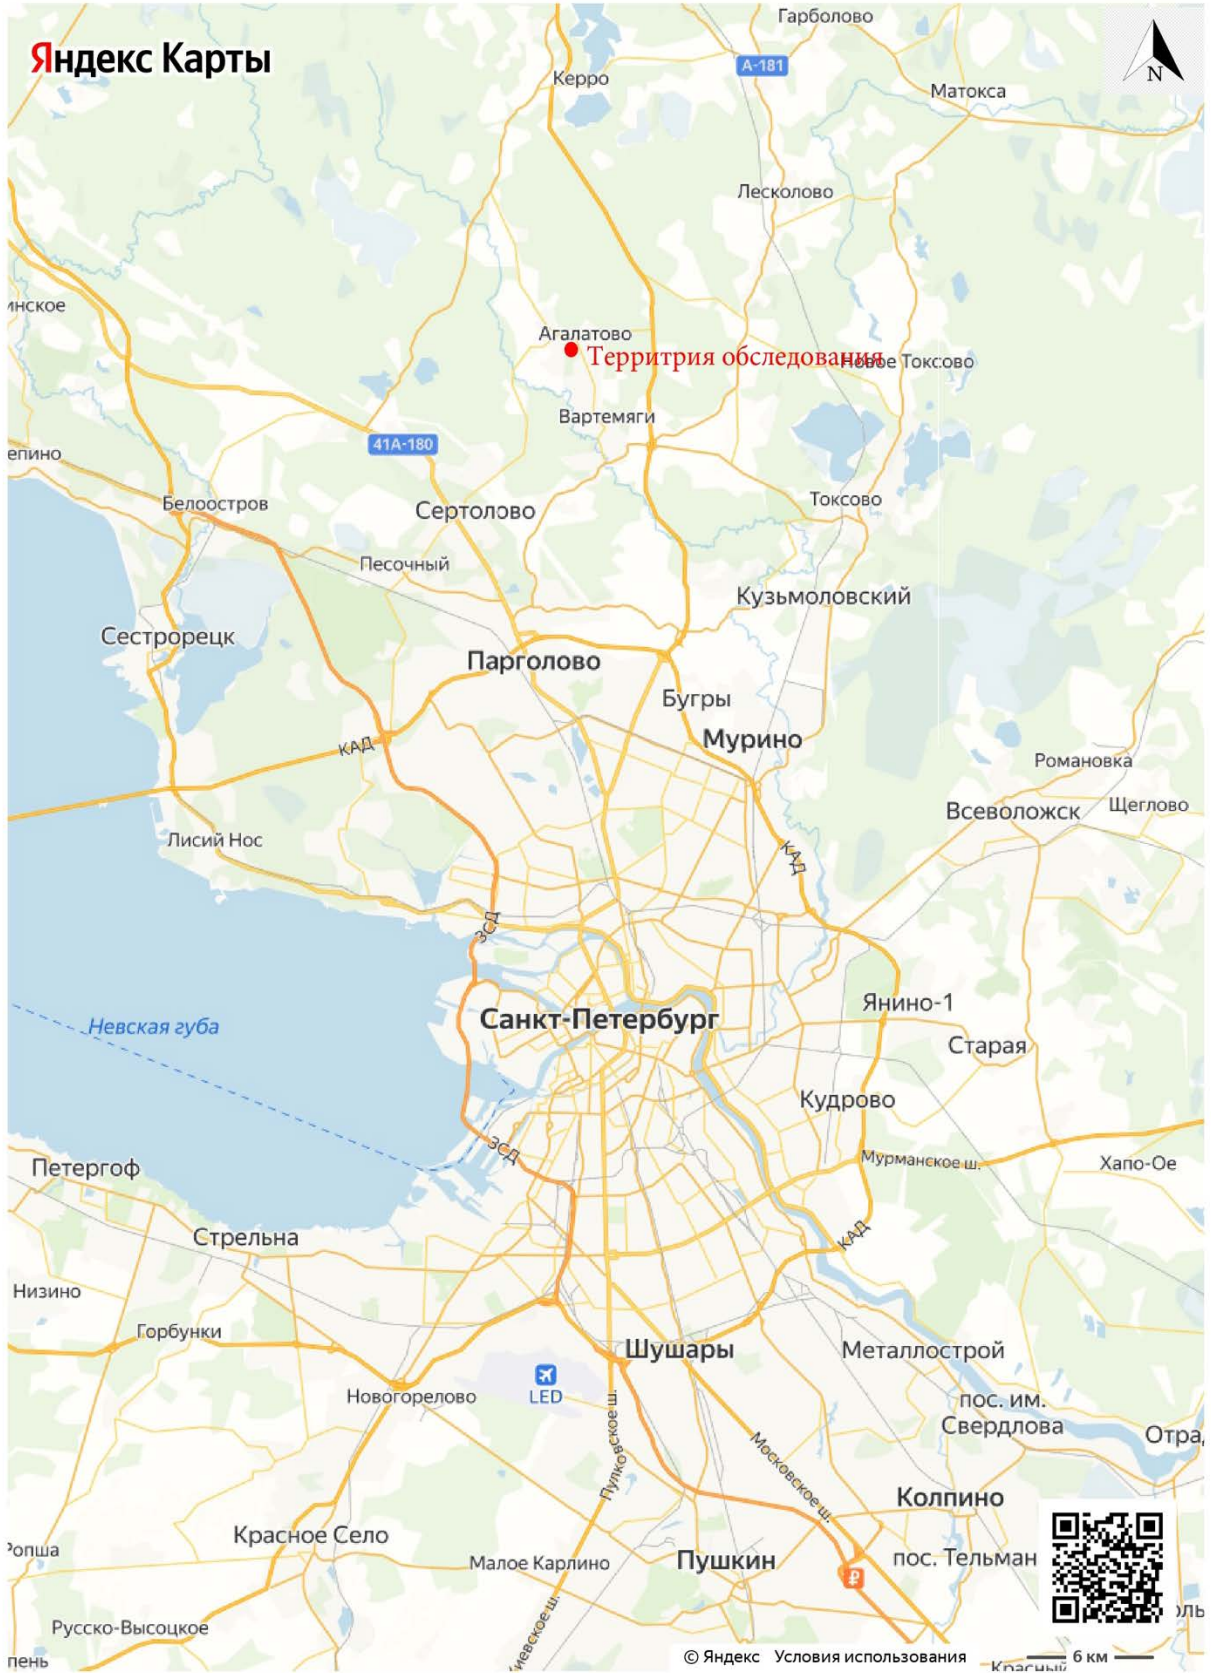 Гарболово
Яндекс Карты
А-181
Керро
N
Матокса
Лесколово
инское
Агалатово
Территрия обследования
Новое Токсово
Вартемяги
41А-180
епино
Белоостров
Сертолово
Токсово
Песочный
Кузьмоловский
Сестрорецк
Парголово
Бугры
Мурино
КАД
Романовка
Всеволожск
Щеглово
Лисий Нос
КАД
ЗСД
Янино-1
Санкт-Петербург
Невская губа
Старая
Кудрово
ЗСД
Мурманское ш.
Хапо-Ое
Петергоф
Стрельна
КАД
Низино
Горбунки
Шушары
Металлострой
LED
Новогорелово
пос. им.
Свердлова
Отра
Пулковское ш.
Московское ш.
Колпино
Красное Село
Ропша
Малое Карлино
Пушкин
пос. Тельман
₽
Русско-Высоцкое
Киевское ш.
пень
© Яндекс Условия использования
6 км